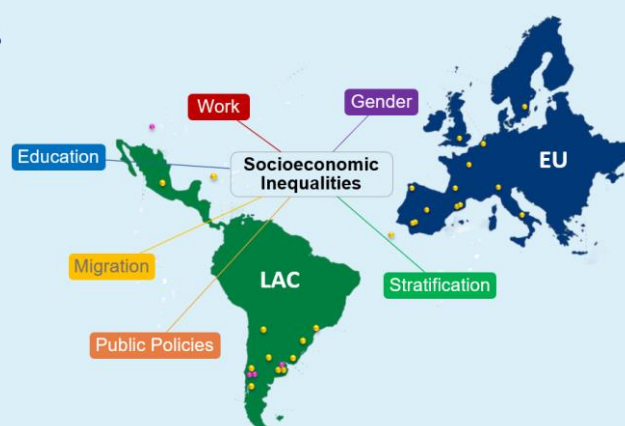 Work
Gender
Education
Socioeconomic
Inequalities
EU
Migration
LAC
Stratification
Public Policies